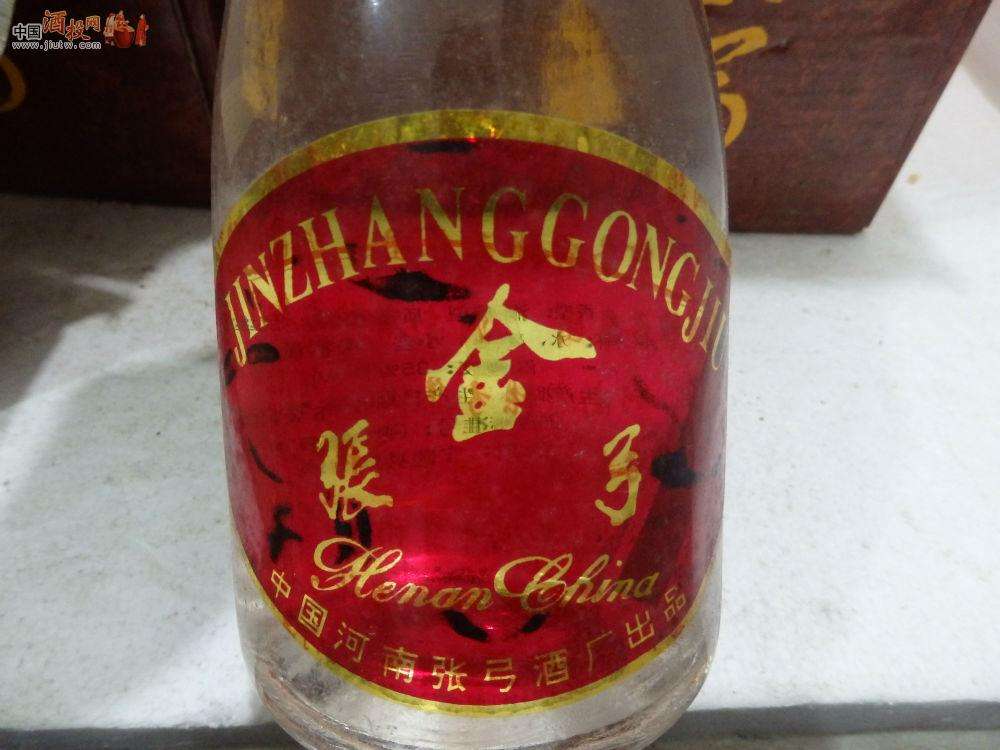 中国酒投网
www.jiutw.com
JINZHANGGONGJIU
金
張弓
Henan China
中国河南张弓酒厂出品